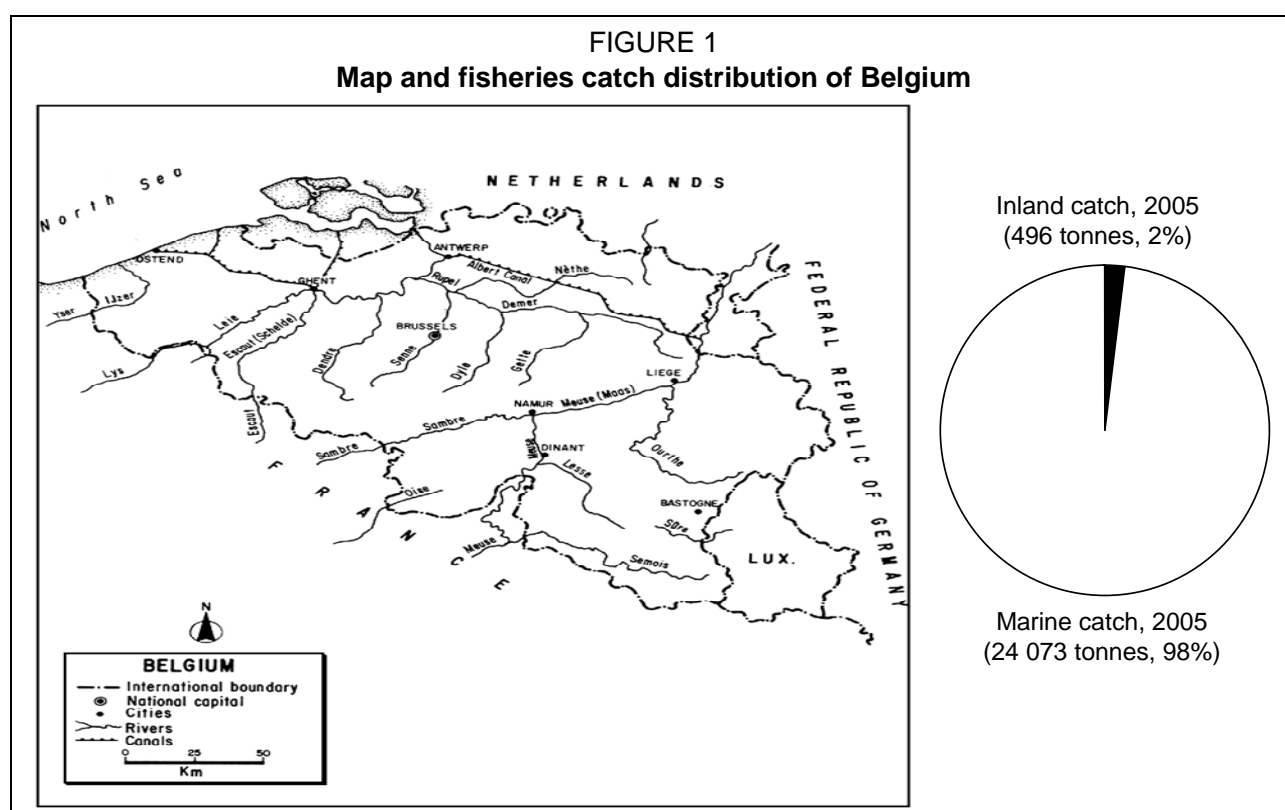 FIGURE 1
Map and fisheries catch distribution of Belgium
North Sea
NETHERLANDS
OSTEND
ANTWERP
GHENT
Albert Canal
Nèthe
Rupel
Yser
IJzer
Leie
Escaut (Schelde)
Demer
BRUSSELS
Dendre
Senne
Dyle
Gette
Lys
Escaut
LIEGE
NAMUR
Meuse (Maas)
Sambre
Sambre
Meuse
DINANT
Lesse
Ourthe
Oise
BASTOGNE
Sûre
Meuse
Semois
LUX.
FRANCE
FEDERAL REPUBLIC OF GERMANY
N
BELGIUM
International boundary
National capital
Cities
Rivers
Canals
0 25 50
Km
Inland catch, 2005
(496 tonnes, 2%)
Marine catch, 2005
(24 073 tonnes, 98%)